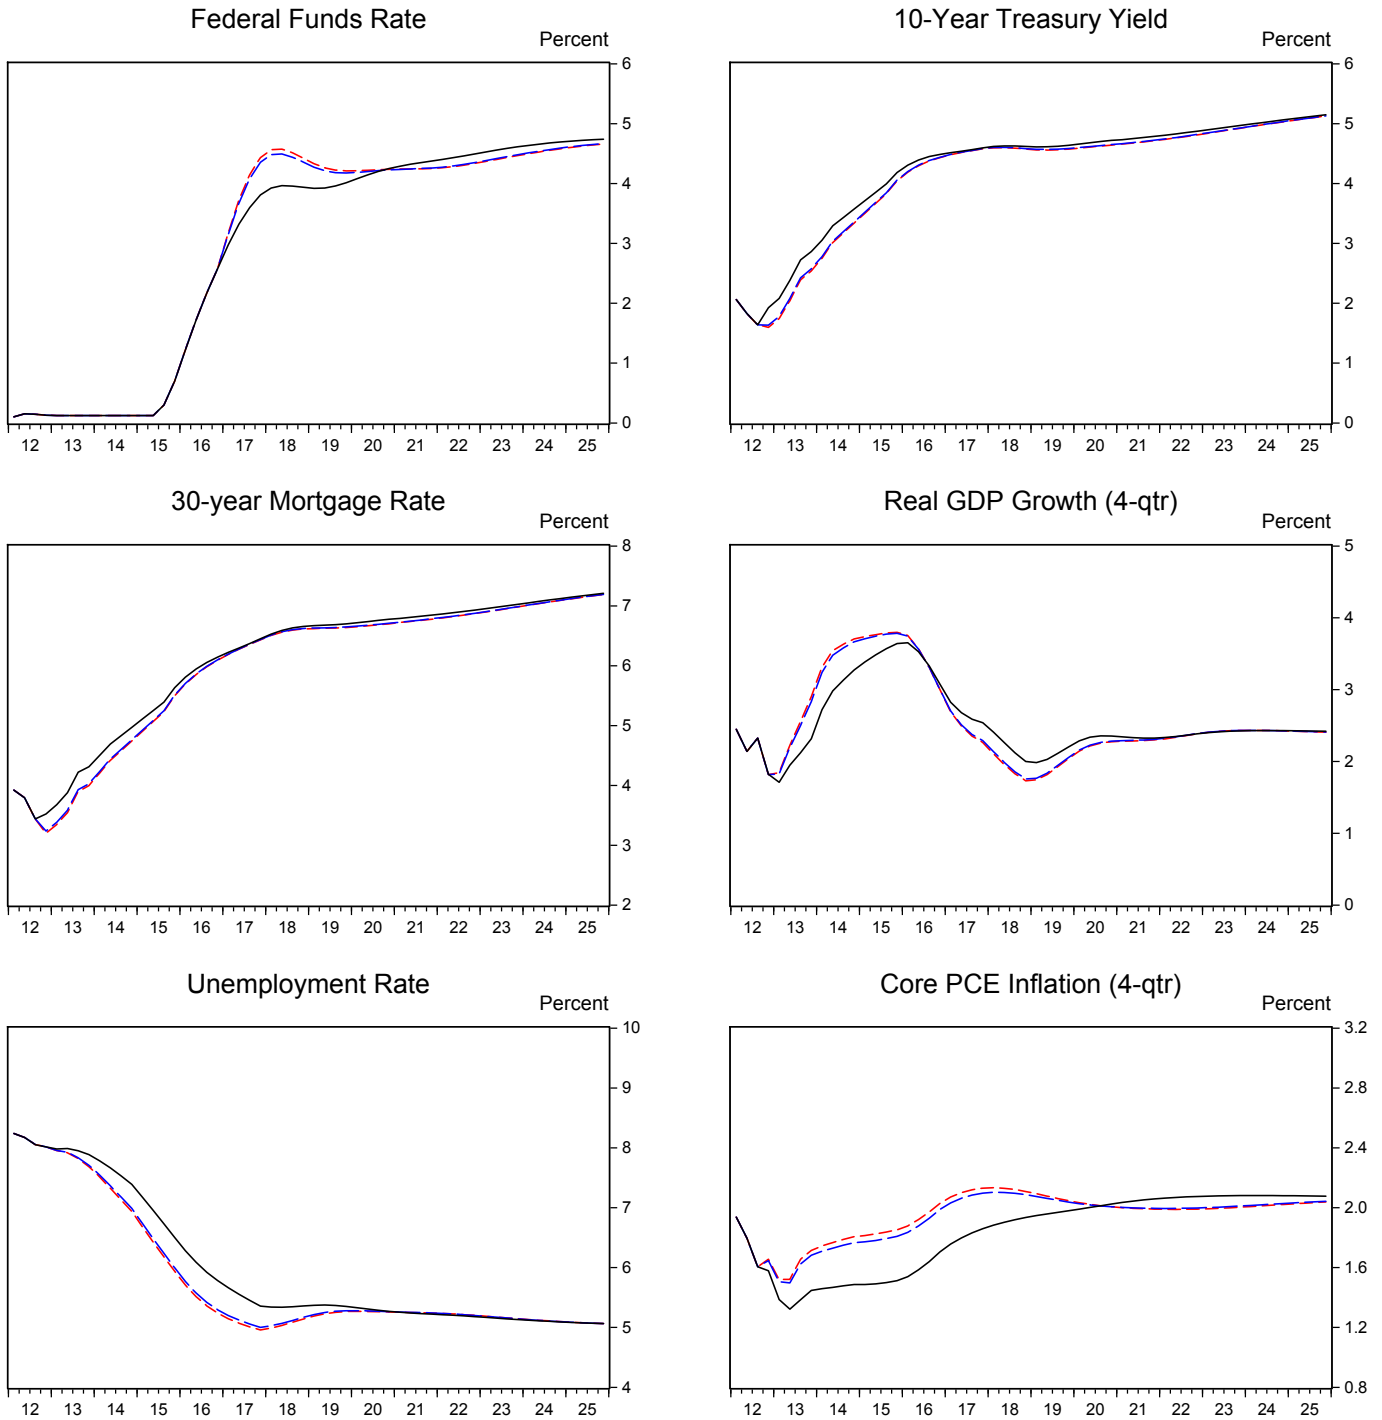 Federal Funds Rate
Percent
6
5
4
3
2
1
0
12 13 14 15 16 17 18 19 20 21 22 23 24 25
10-Year Treasury Yield
Percent
6
5
4
3
2
1
0
12 13 14 15 16 17 18 19 20 21 22 23 24 25
30-year Mortgage Rate
Percent
8
7
6
5
4
3
2
12 13 14 15 16 17 18 19 20 21 22 23 24 25
Real GDP Growth (4-qtr)
Percent
5
4
3
2
1
0
12 13 14 15 16 17 18 19 20 21 22 23 24 25
Unemployment Rate
Percent
10
9
8
7
6
5
4
12 13 14 15 16 17 18 19 20 21 22 23 24 25
Core PCE Inflation (4-qtr)
Percent
3.2
2.8
2.4
2.0
1.6
1.2
0.8
12 13 14 15 16 17 18 19 20 21 22 23 24 25